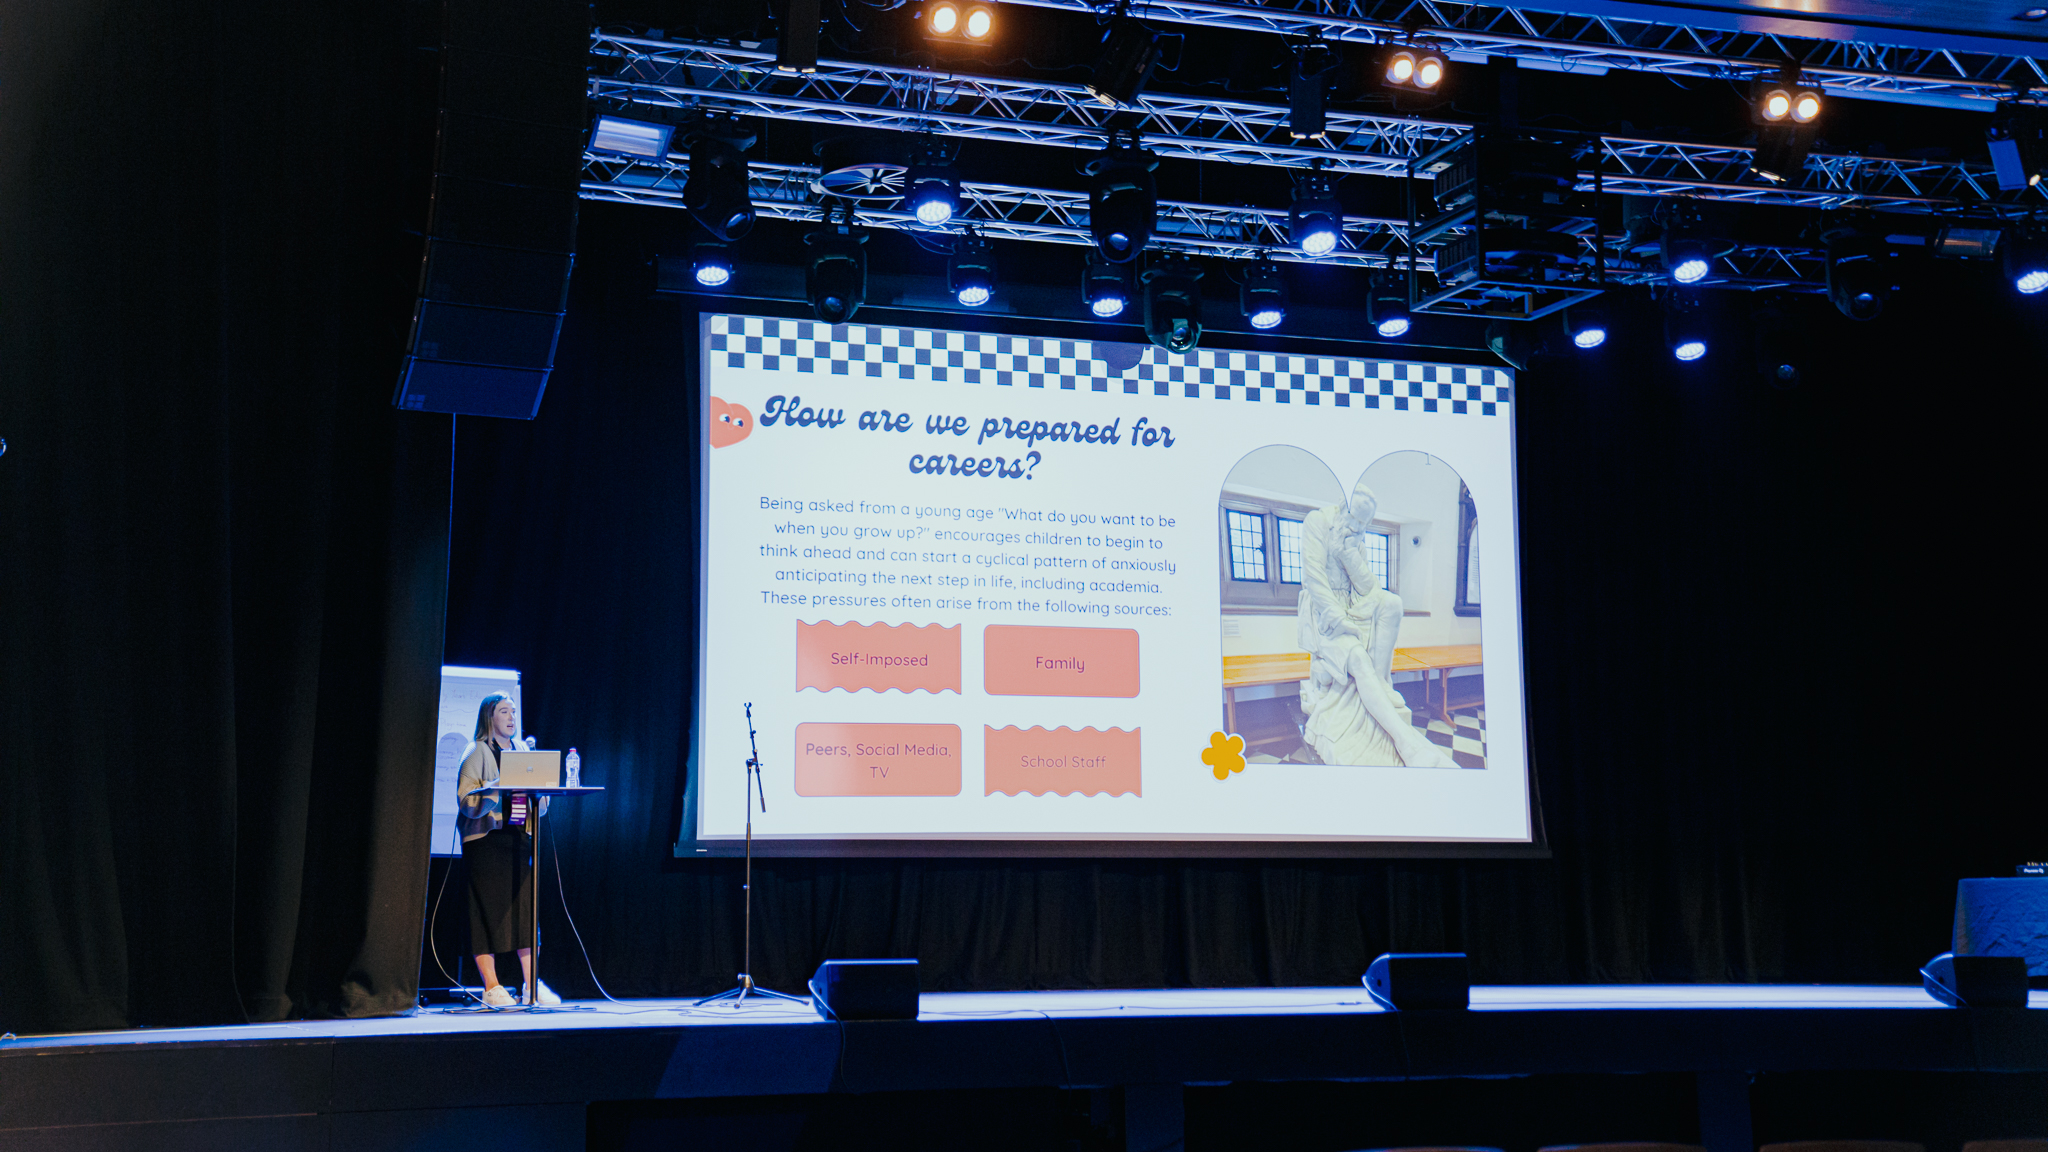 How are we prepared for
careers?
Being asked from a young age "What do you want to be
when you grow up?" encourages children to begin to
think ahead and can start a cyclical pattern of anxiously
anticipating the next step in life, including academia.
These pressures often arise from the following sources:
Self-Imposed
Family
Peers, Social Media,
TV
School Staff